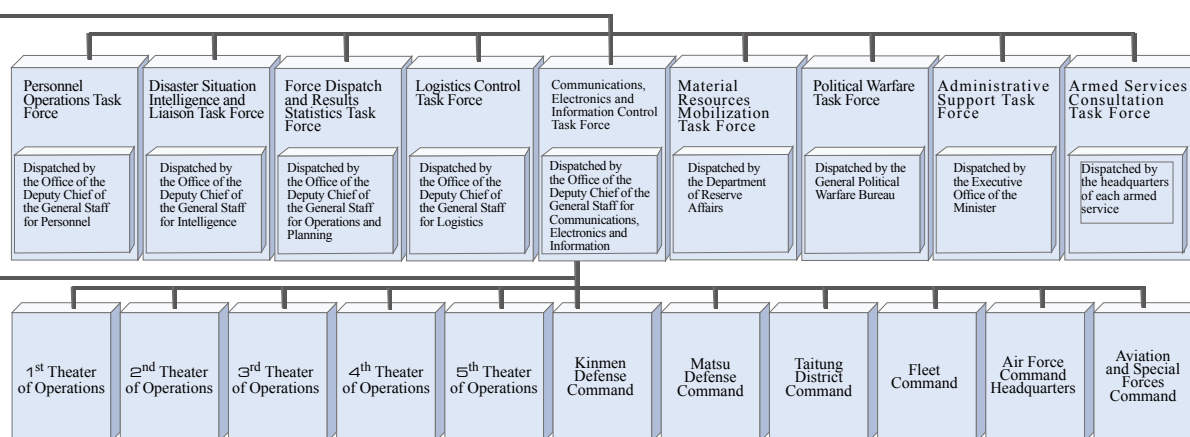 Personnel
Operations Task
Force
Disaster Situation
Intelligence and
Liaison Task Force
Force Dispatch
and Results
Statistics Task
Force
Logistics Control
Task Force
Communications,
Electronics and
Information Control
Task Force
Material
Resources
Mobilization
Task Force
Political Warfare
Task Force
Administrative
Support Task
Force
Armed Services
Consultation
Task Force
Dispatched by
the Office of the
Deputy Chief of
the General Staff
for Personnel
Dispatched by
the Office of the
Deputy Chief of
the General Staff
for Intelligence
Dispatched by
the Office of the
Deputy Chief of
the General Staff
for Operations and
Planning
Dispatched by
the Office of the
Deputy Chief of
the General Staff
for Logistics
Dispatched by
the Office of the
Deputy Chief of the
General Staff for
Communications,
Electronics and
Information
Dispatched by
the Department
of Reserve
Affairs
Dispatched by the
General Political
Warfare Bureau
Dispatched by
the Executive
Office of the
Minister
Dispatched by
the headquarters
of each armed
service
1st Theater
of Operations
2nd Theater
of Operations
3rd Theater
of Operations
4th Theater
of Operations
5th Theater
of Operations
Kinmen
Defense
Command
Matsu
Defense
Command
Taitung
District
Command
Fleet
Command
Air Force
Command
Headquarters
Aviation
and Special
Forces
Command